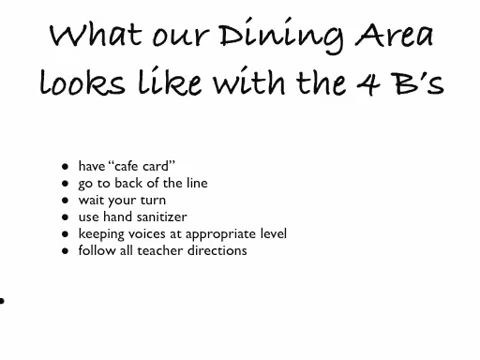 What our Dining Area
looks like with the 4 B's
• have "cafe card"
• go to back of the line
• wait your turn
• use hand sanitizer
• keeping voices at appropriate level
• follow all teacher directions